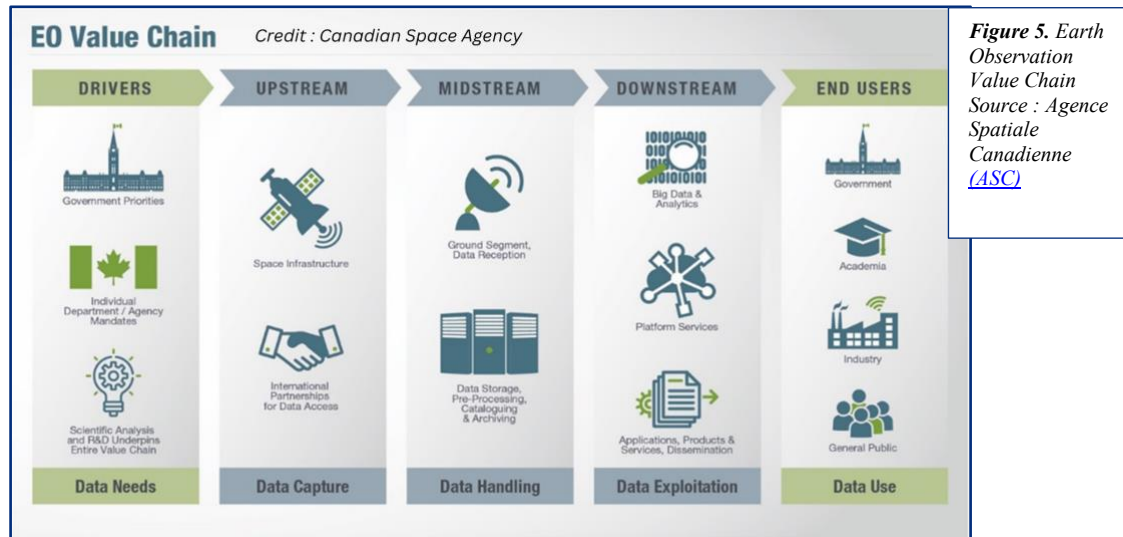 EO Value Chain
Credit : Canadian Space Agency
DRIVERS
Government Priorities
Individual
Department / Agency
Mandates
Scientific Analysis
and R&D Underpins
Entire Value Chain
Data Needs
UPSTREAM
Space Infrastructure
International
Partnerships
for Data Access
Data Capture
MIDSTREAM
Ground Segment,
Data Reception
Data Storage,
Pre-Processing,
Cataloguing
& Archiving
Data Handling
DOWNSTREAM
Big Data &
Analytics
Platform Services
Applications, Products &
Services, Dissemination
Data Exploitation
END USERS
Government
Academia
Industry
General Public
Data Use
Figure 5. Earth
Observation
Value Chain
Source : Agence
Spatiale
Canadienne
(ASC)